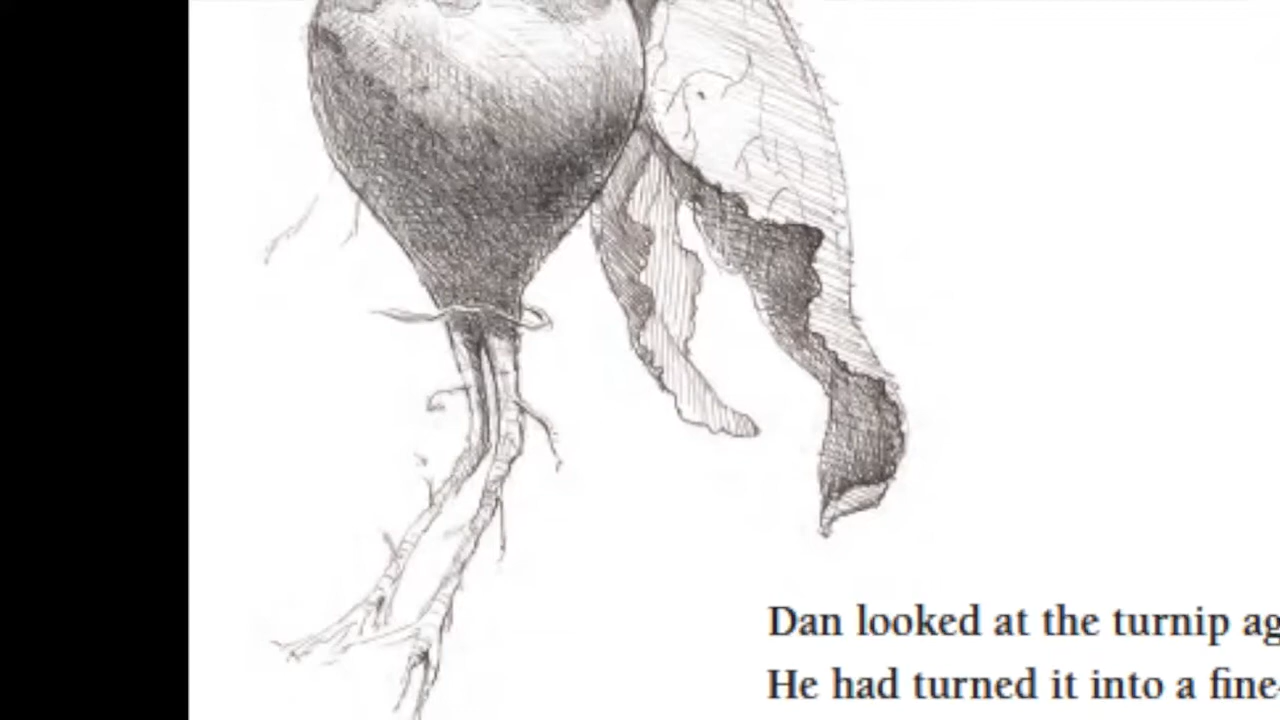 Dan looked at the turnip ag
He had turned it into a fine-